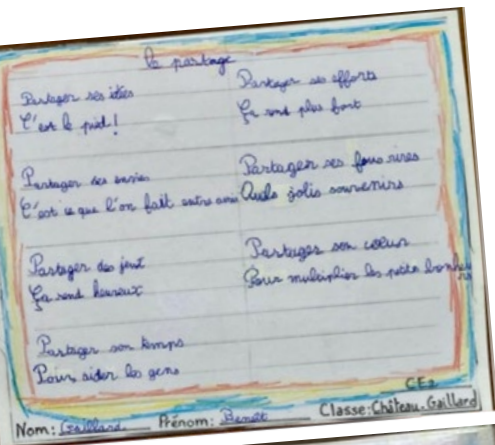 Le partage
Partager ses idées
C'est le pied!
Partager ses envies
C'est ce que l'on fait entre amis
Partager des jeux
Ça rend heureux
Partager son temps
Pour aider les gens
Partager ses efforts
Ça rend plus fort
Partager ses fous rires
Quels jolis souvenirs
Partager son cœur
Pour multiplier les petits bonheurs
CE2
Nom: Gaillard Prénom: Benoît Classe: Château. Gaillard